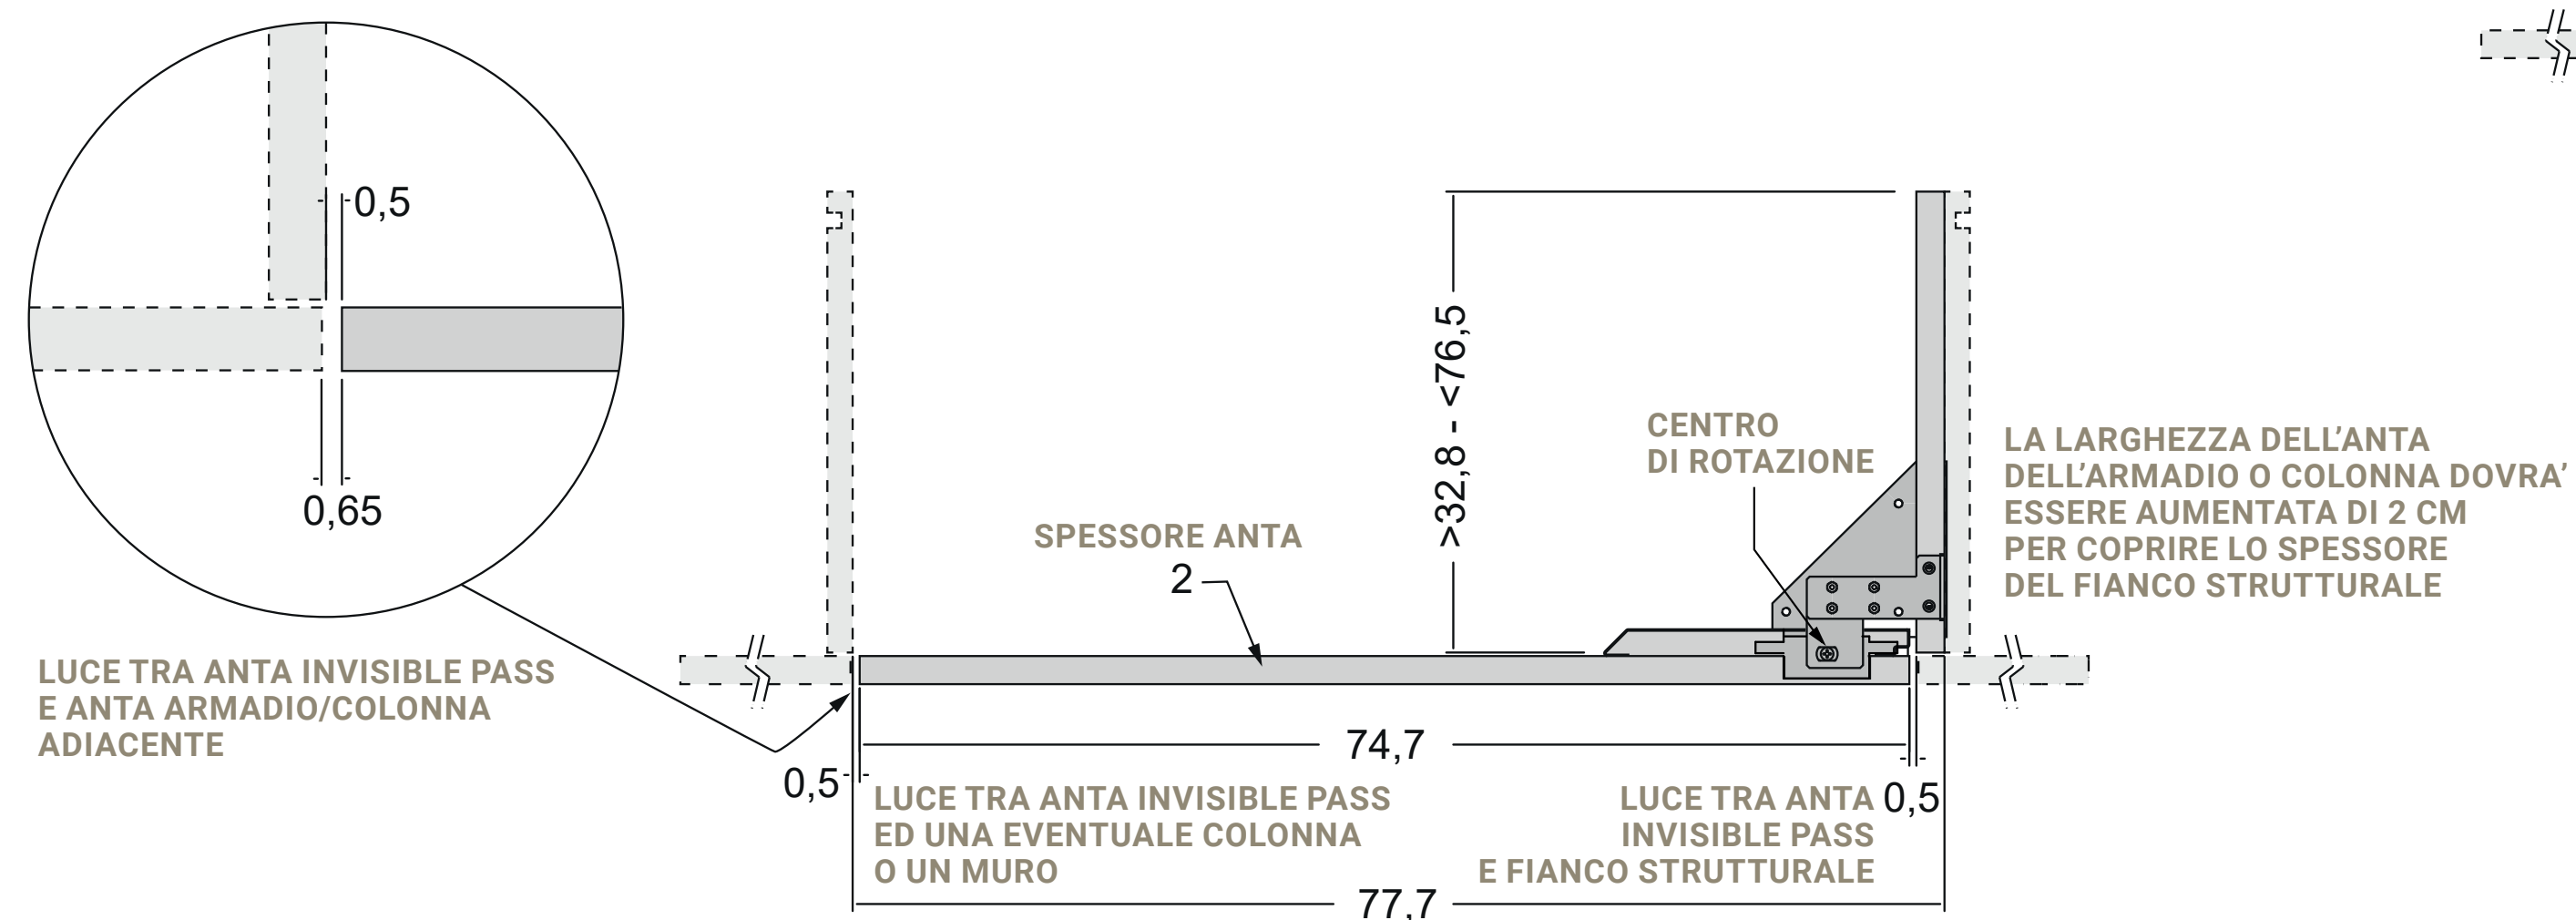 0,5
0,65
LUCE TRA ANTA INVISIBLE PASS
E ANTA ARMADIO/COLONNA
ADIACENTE
SPESSORE ANTA
2
>32,8 - <76,5
CENTRO
DI ROTAZIONE
LA LARGHEZZA DELL’ANTA
DELL’ARMADIO O COLONNA DOVRA’
ESSERE AUMENTATA DI 2 CM
PER COPRIRE LO SPESSORE
DEL FIANCO STRUTTURALE
74,7
0,5
LUCE TRA ANTA INVISIBLE PASS
ED UNA EVENTUALE COLONNA
O UN MURO
LUCE TRA ANTA
INVISIBLE PASS
E FIANCO STRUTTURALE
0,5
77,7